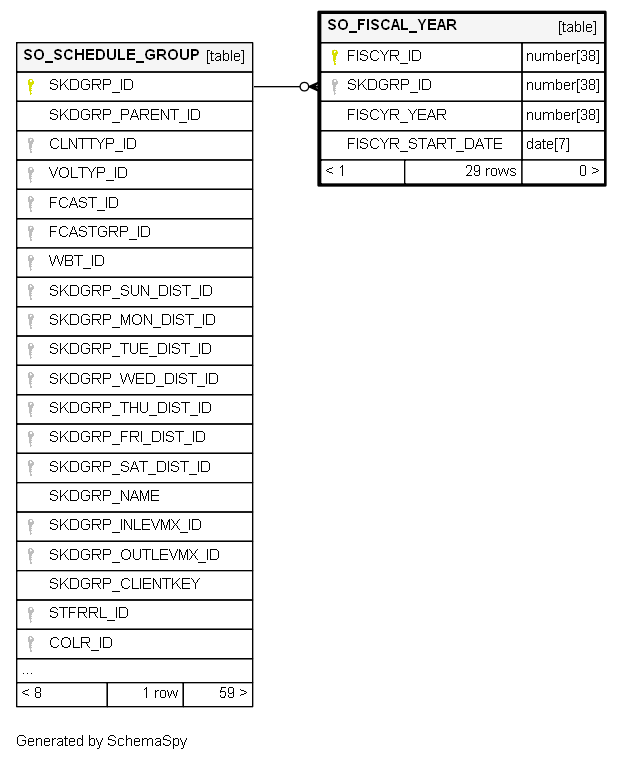 SO_SCHEDULE_GROUP [table]
SKDGRP_ID
SKDGRP_PARENT_ID
CLNTTYP_ID
VOLTYP_ID
FCAST_ID
FCASTGRP_ID
WBT_ID
SKDGRP_SUN_DIST_ID
SKDGRP_MON_DIST_ID
SKDGRP_TUE_DIST_ID
SKDGRP_WED_DIST_ID
SKDGRP_THU_DIST_ID
SKDGRP_FRI_DIST_ID
SKDGRP_SAT_DIST_ID
SKDGRP_NAME
SKDGRP_INLEVMX_ID
SKDGRP_OUTLEVMX_ID
SKDGRP_CLIENTKEY
STFRRL_ID
COLR_ID
...
< 8 1 row 59 >
SO_FISCAL_YEAR [table]
FISCYR_ID number[38]
SKDGRP_ID number[38]
FISCYR_YEAR number[38]
FISCYR_START_DATE date[7]
< 1 29 rows 0 >
Generated by SchemaSpy